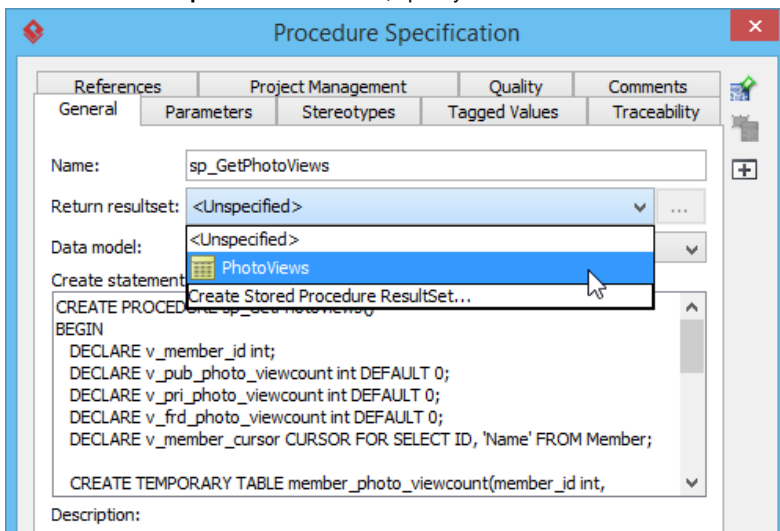 Procedure Specification
References Project Management Quality Comments
General Parameters Stereotypes Tagged Values Traceability
Name: sp_GetPhotoViews
Return resultset: <Unspecified> ...
<Unspecified>
Data model:
PhotoViews
Create statement
Create Stored Procedure ResultSet...
CREATE PROCEDURE sp_GetPhotoViews()
BEGIN
DECLARE v_member_id int;
DECLARE v_pub_photo_viewcount int DEFAULT 0;
DECLARE v_pri_photo_viewcount int DEFAULT 0;
DECLARE v_frd_photo_viewcount int DEFAULT 0;
DECLARE v_member_cursor CURSOR FOR SELECT ID, 'Name' FROM Member;
CREATE TEMPORARY TABLE member_photo_viewcount(member_id int,
Description: